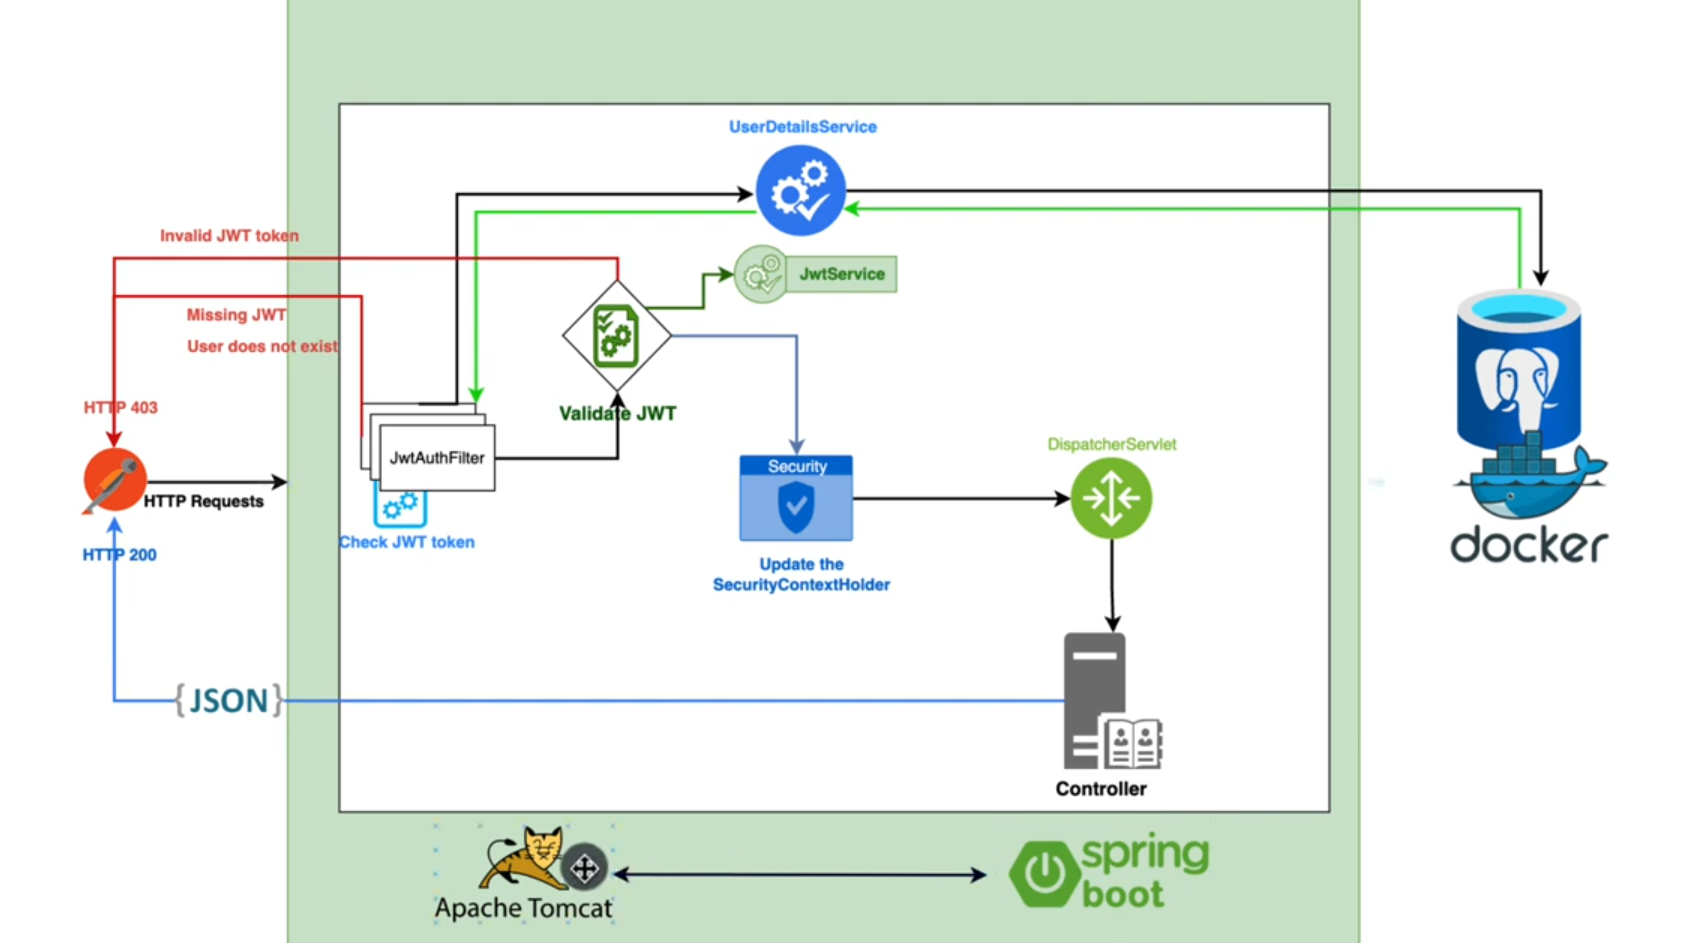 UserDetailsService
Invalid JWT token
JwtService
Missing JWT
User does not exist
HTTP 403
Validate JWT
DispatcherServlet
JwtAuthFilter
Security
HTTP Requests
Check JWT token
HTTP 200
Update the
SecurityContextHolder
docker
{JSON}
Controller
spring
boot
Apache Tomcat